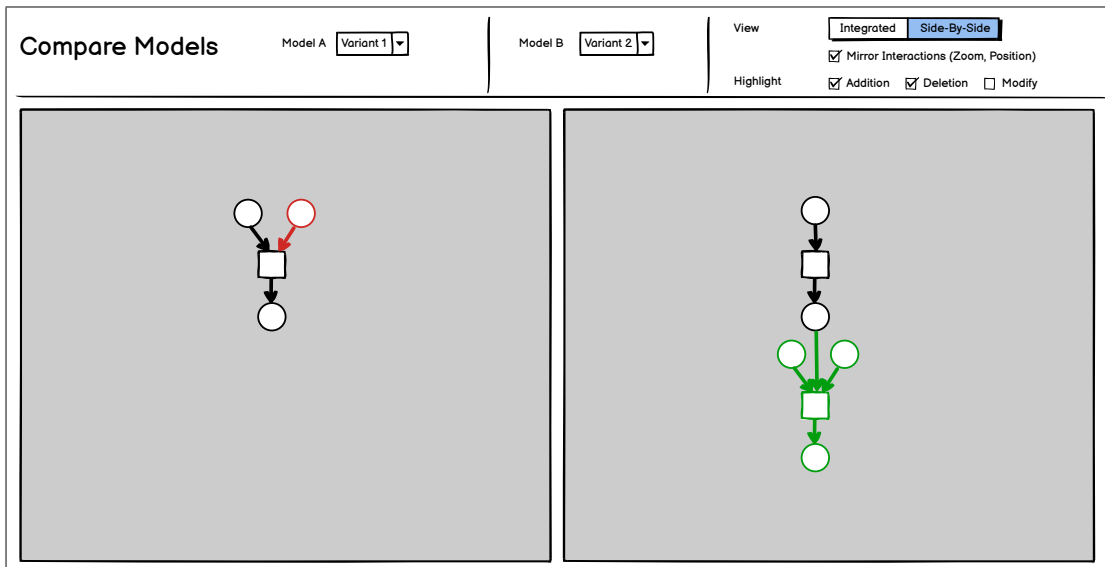 Compare Models
Model A
Variant 1
Model B
Variant 2
View
Integrated
Side-By-Side
Mirror Interactions (Zoom, Position)
Highlight
Addition
Deletion
Modify